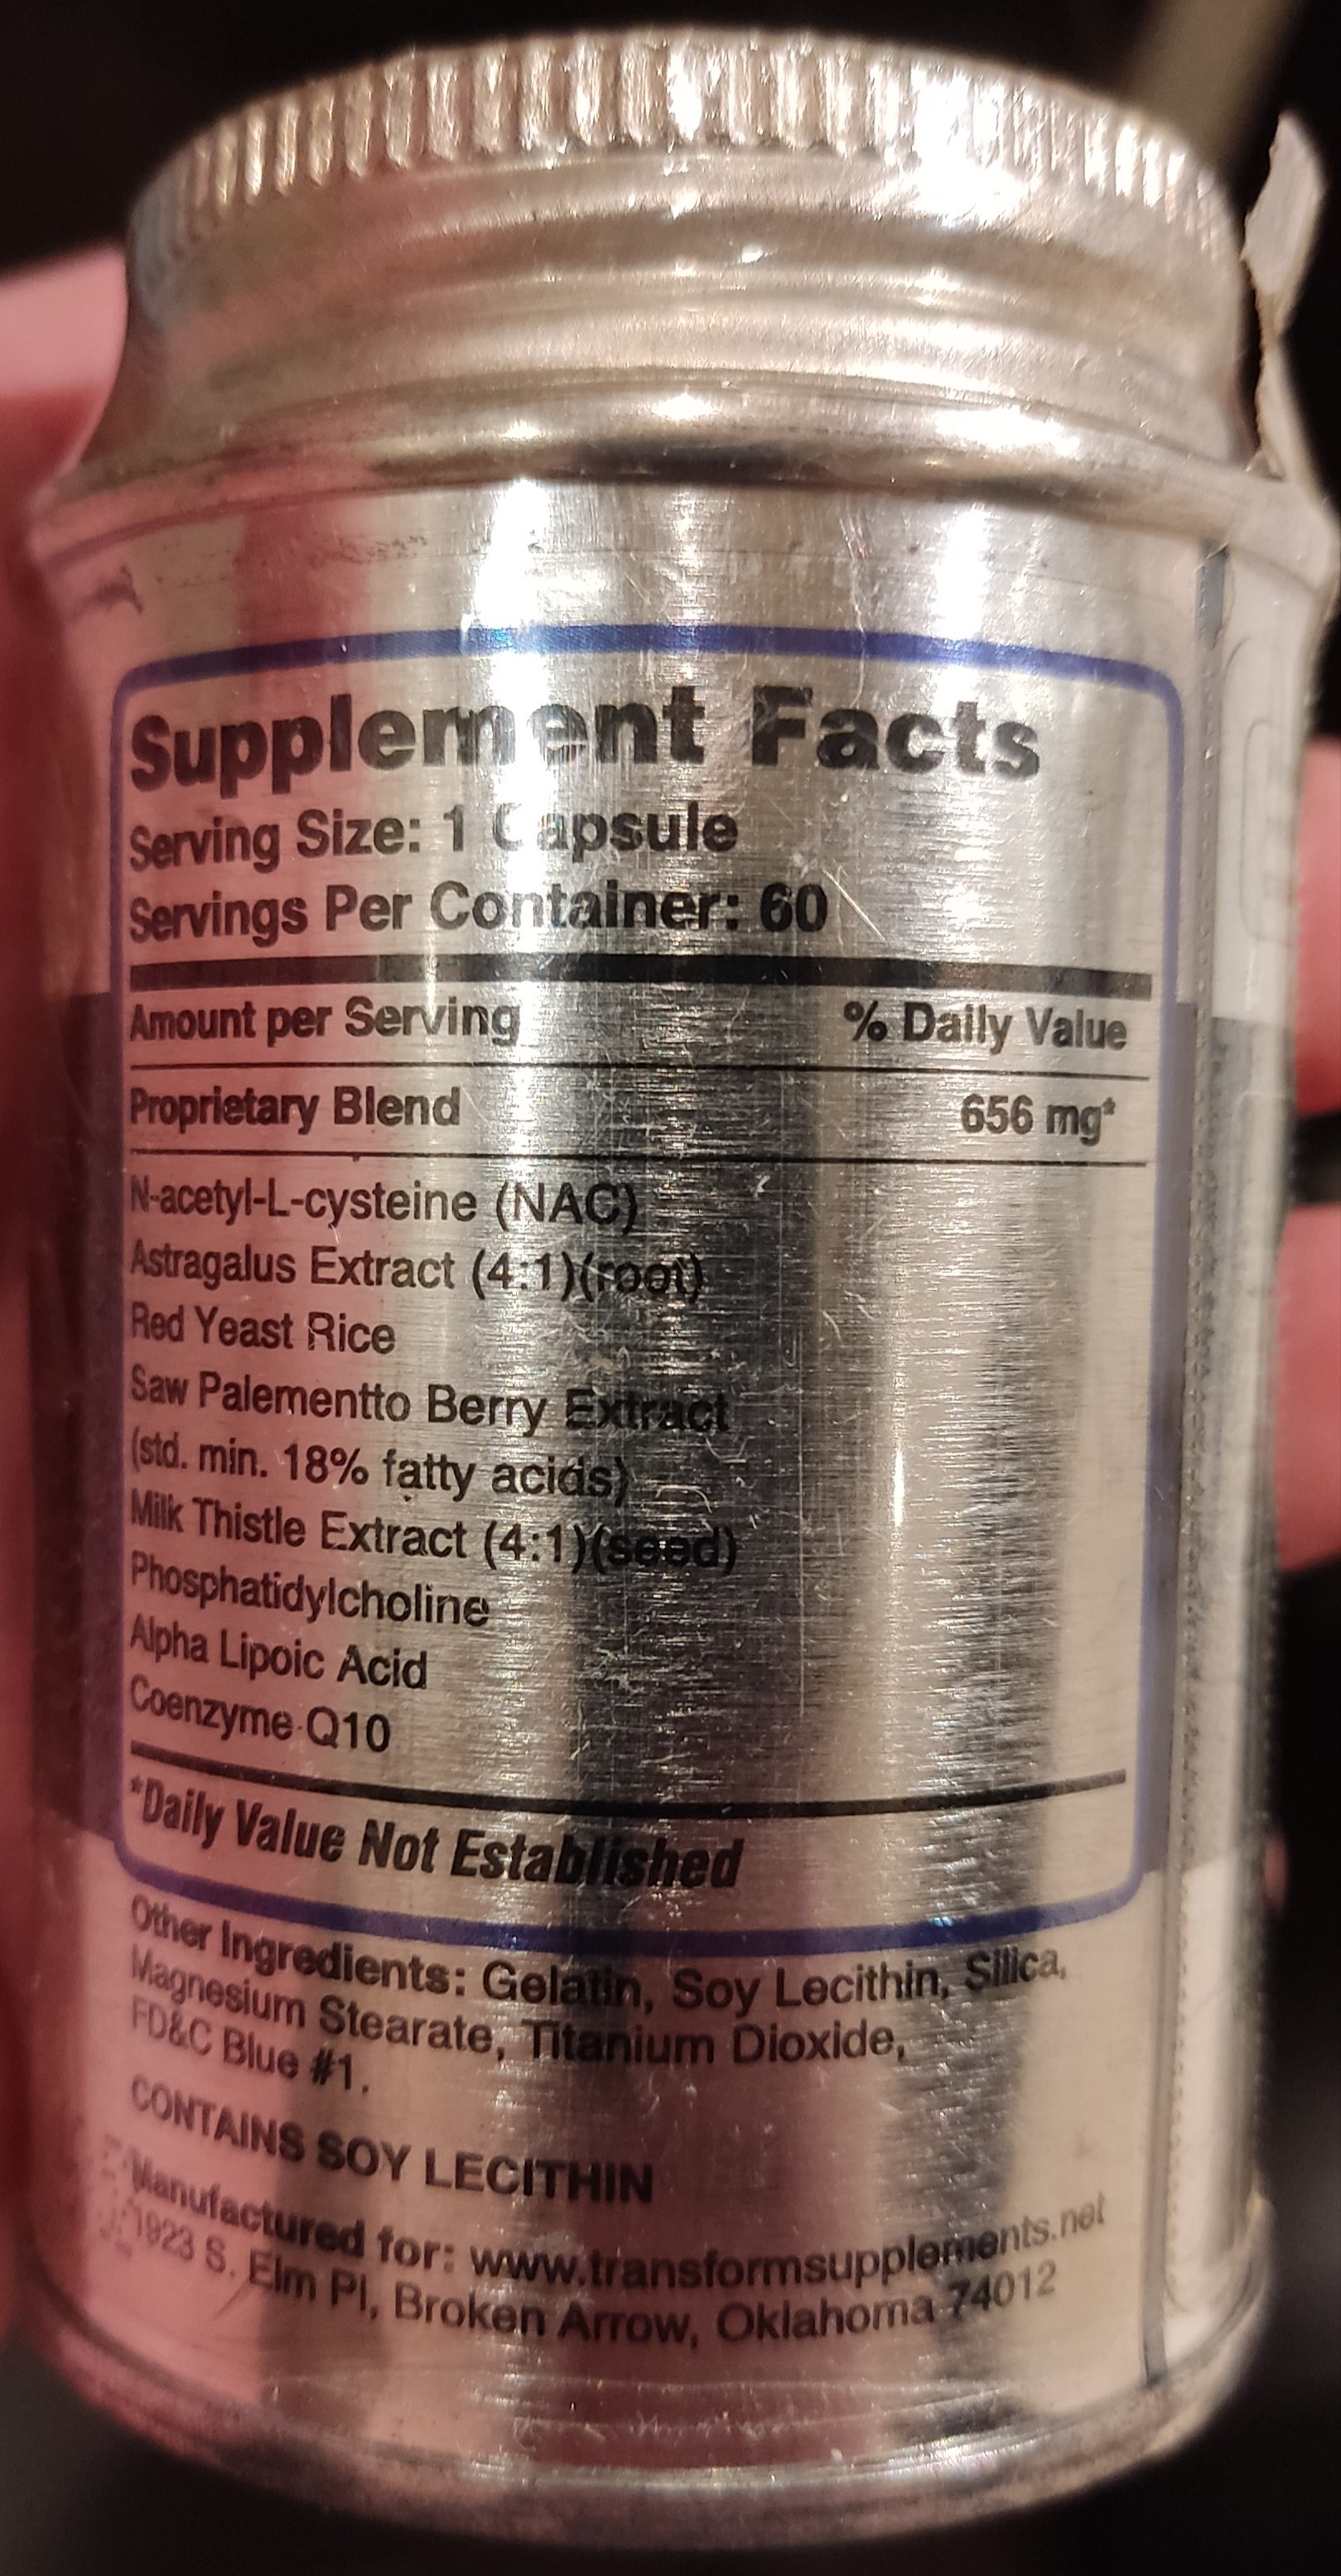 Supplement Facts
Serving Size: 1 Capsule
Servings Per Container: 60
Amount per Serving % Daily Value
Proprietary Blend 656 mg*
N-acetyl-L-cysteine (NAC)
Astragalus Extract (4:1)(root)
Red Yeast Rice
Saw Palementto Berry Extract
(std. min. 18% fatty acids)
Milk Thistle Extract (4:1)(seed)
Phosphatidylcholine
Alpha Lipoic Acid
Coenzyme Q10
*Daily Value Not Established
Other Ingredients: Gelatin, Soy Lecithin, Silica,
Magnesium Stearate, Titanium Dioxide,
FD&C Blue #1.
CONTAINS SOY LECITHIN
Manufactured for: www.transformsupplements.net
1923 S. Elm Pl, Broken Arrow, Oklahoma 74012